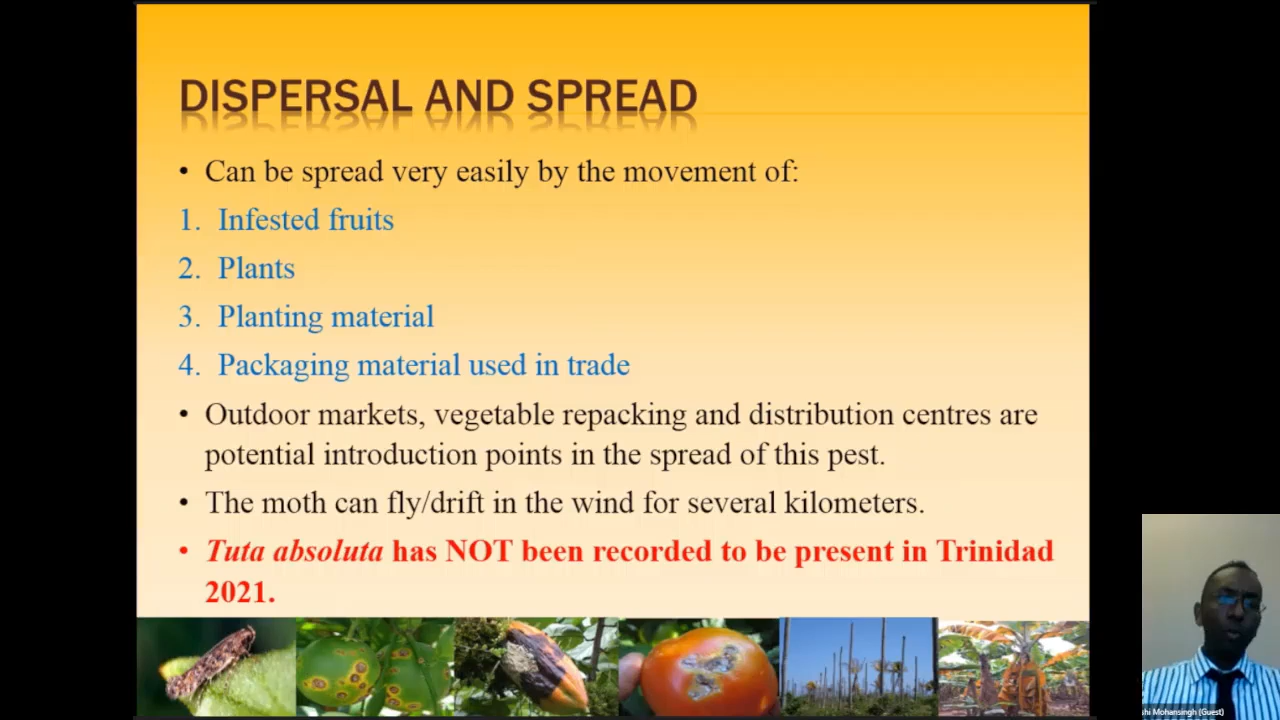 DISPERSAL AND SPREAD
• Can be spread very easily by the movement of:
1. Infested fruits
2. Plants
3. Planting material
4. Packaging material used in trade
• Outdoor markets, vegetable repacking and distribution centres are
potential introduction points in the spread of this pest.
• The moth can fly/drift in the wind for several kilometers.
• Tuta absoluta has NOT been recorded to be present in Trinidad
2021.
Mohansingh (Guest)